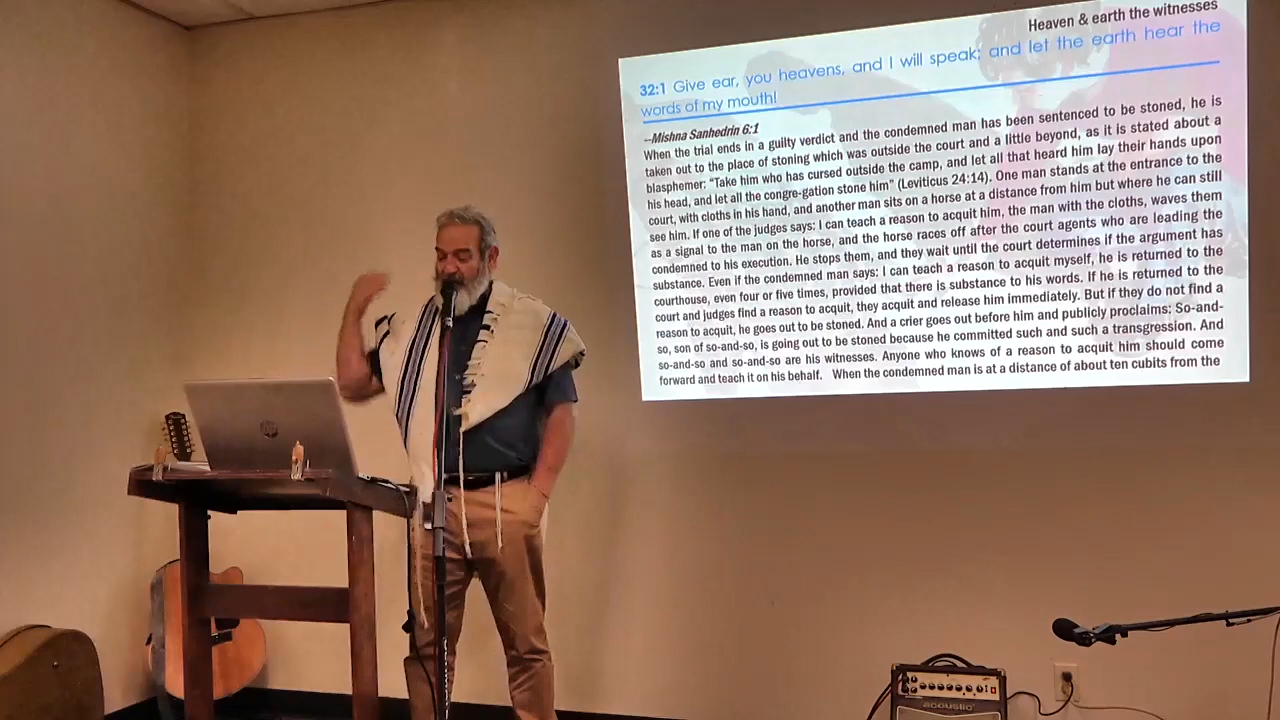 Heaven & earth the witnesses
32:1 Give ear, you heavens, and I will speak; and let the earth hear the
words of my mouth!
--Mishna Sanhedrin 6:1
When the trial ends in a guilty verdict and the condemned man has been sentenced to be stoned, he is
taken out to the place of stoning which was outside the court and a little beyond, as it is stated about a
blasphemer: “Take him who has cursed outside the camp, and let all that heard him lay their hands upon
his head, and let all the congre-gation stone him” (Leviticus 24:14). One man stands at the entrance to the
court, with cloths in his hand, and another man sits on a horse at a distance from him but where he can still
see him. If one of the judges says: I can teach a reason to acquit him, the man with the cloths, waves them
as a signal to the man on the horse, and the horse races off after the court agents who are leading the
condemned to his execution. He stops them, and they wait until the court determines if the argument has
substance. Even if the condemned man says: I can teach a reason to acquit myself, he is returned to the
courthouse, even four or five times, provided that there is substance to his words. If he is returned to the
court and judges find a reason to acquit, they acquit and release him immediately. But if they do not find a
reason to acquit, he goes out to be stoned. And a crier goes out before him and publicly proclaims: So-and-
so, son of so-and-so, is going out to be stoned because he committed such and such a transgression. And
so-and-so and so-and-so are his witnesses. Anyone who knows of a reason to acquit him should come
forward and teach it on his behalf. When the condemned man is at a distance of about ten cubits from the
hp
acoustic